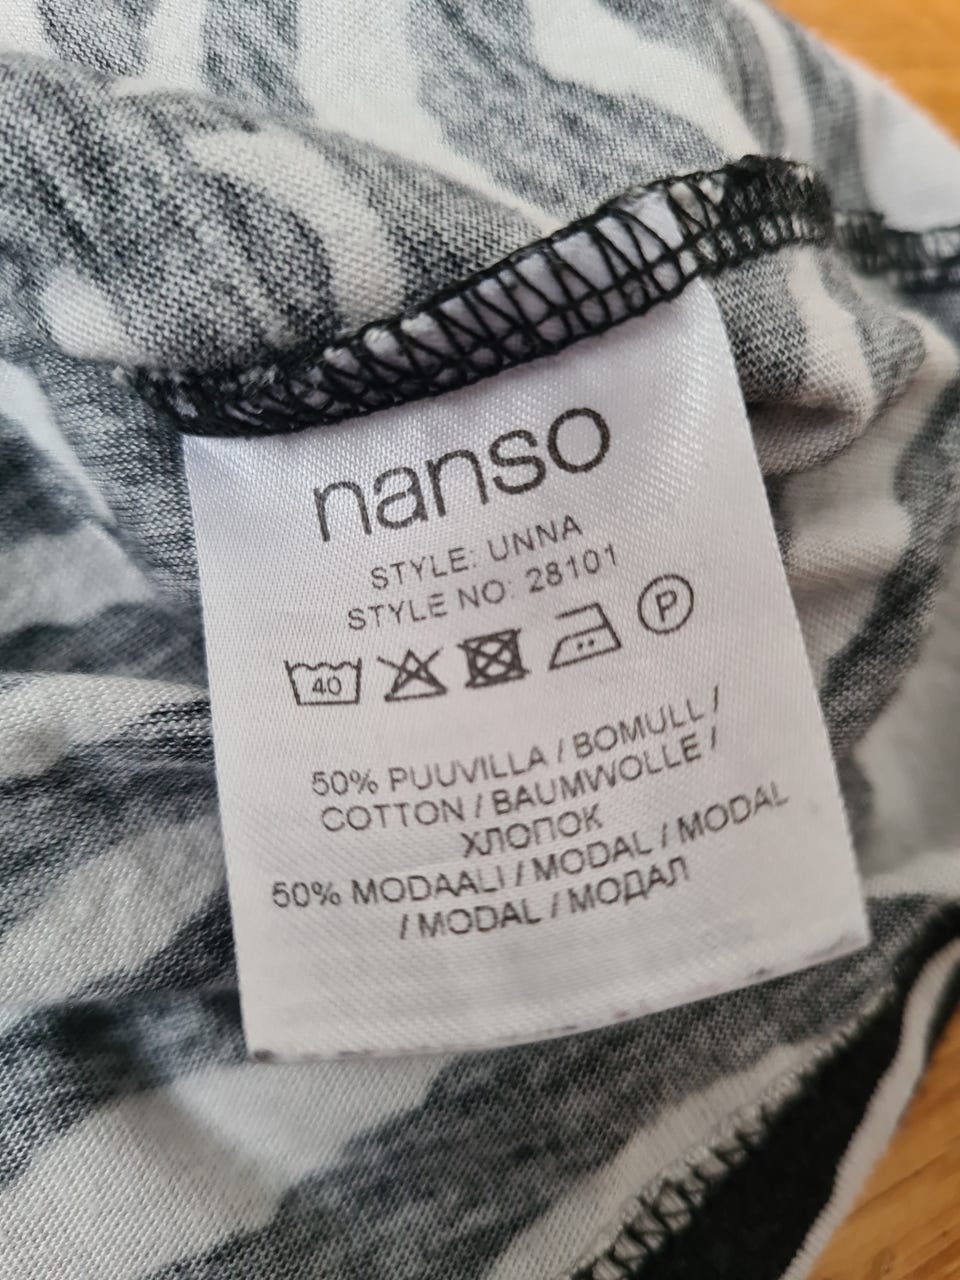 nanso
STYLE: UNNA
STYLE NO: 28101
40 P
50% PUUVILLA / BOMULL /
COTTON / BAUMWOLLE /
ХЛОПОК
50% MODAALI / MODAL / MODAL
/ MODAL / МОДАЛ